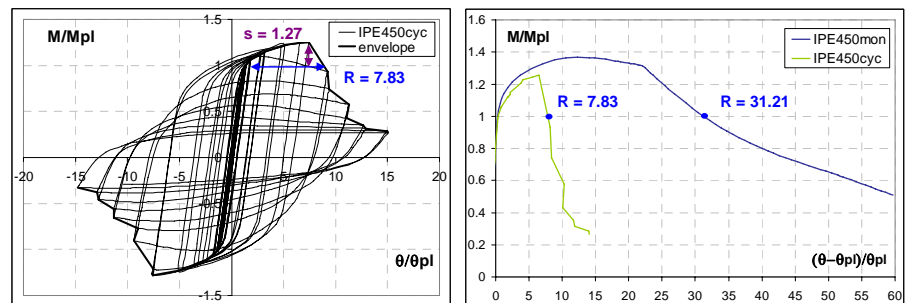 M/Mpl
1.5
IPE450cyc
envelope
s = 1.27
R = 7.83
1
0.5
0
-20 -15 -10 -5 0 5 10 15 20
-0.5
θ/θpl
-1.5
M/Mpl
1.6
1.4
1.2
1
0.8
0.6
0.4
0.2
0
IPE450mon
IPE450cyc
R = 7.83
R = 31.21
(θ−θpl)/θpl
0 5 10 15 20 25 30 35 40 45 50 55 60